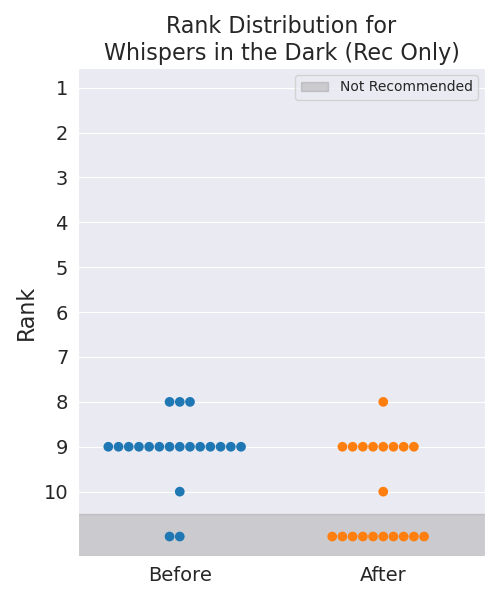 Rank Distribution for
Whispers in the Dark (Rec Only)
Not Recommended
1
2
3
4
5
6
7
8
9
10
Rank
Before
After